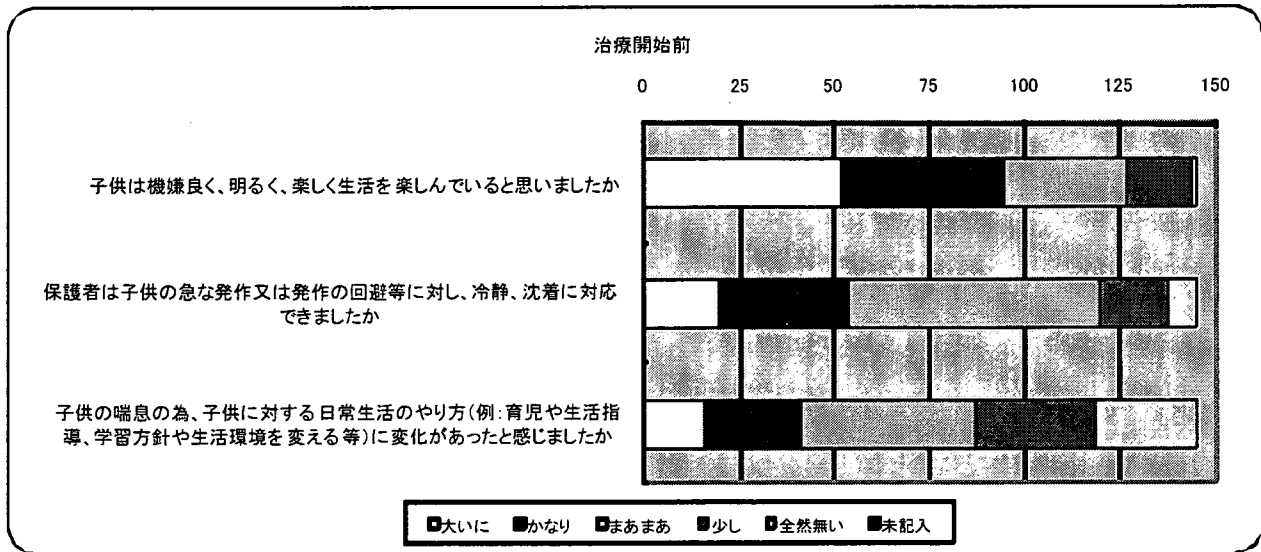 治療開始前
0 25 50 75 100 125 150
子供は機嫌良く、明るく、楽しく生活を楽しんでいると思いましたか
保護者は子供の急な発作又は発作の回避等に対し、冷静、沈着に対応
できましたか
子供の喘息の為、子供に対する日常生活のやり方(例:育児や生活指
導、学習方針や生活環境を変える等)に変化があったと感じましたか
大いに かなり まあまあ 少し 全然無い 未記入